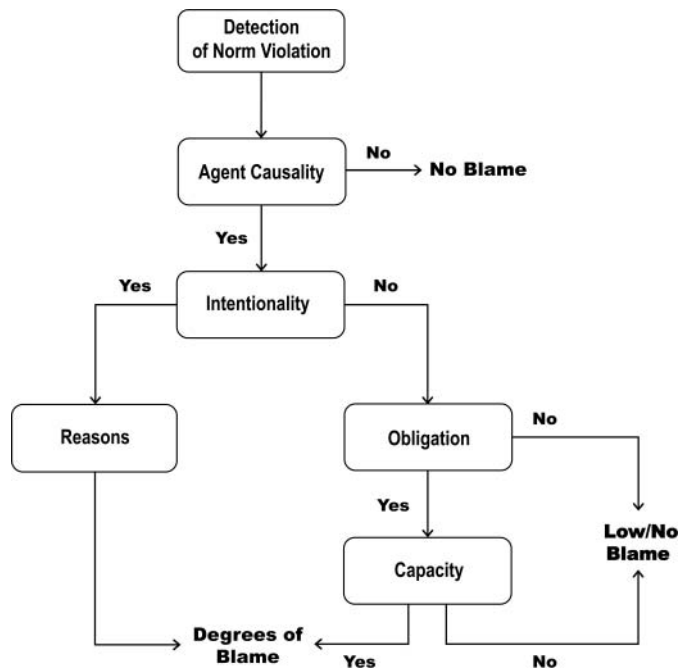 Detection
of Norm Violation
Agent Causality
No
No Blame
Yes
Yes
Intentionality
No
Reasons
Obligation
No
Yes
Low/No
Blame
Capacity
Degrees of
Blame
Yes
No